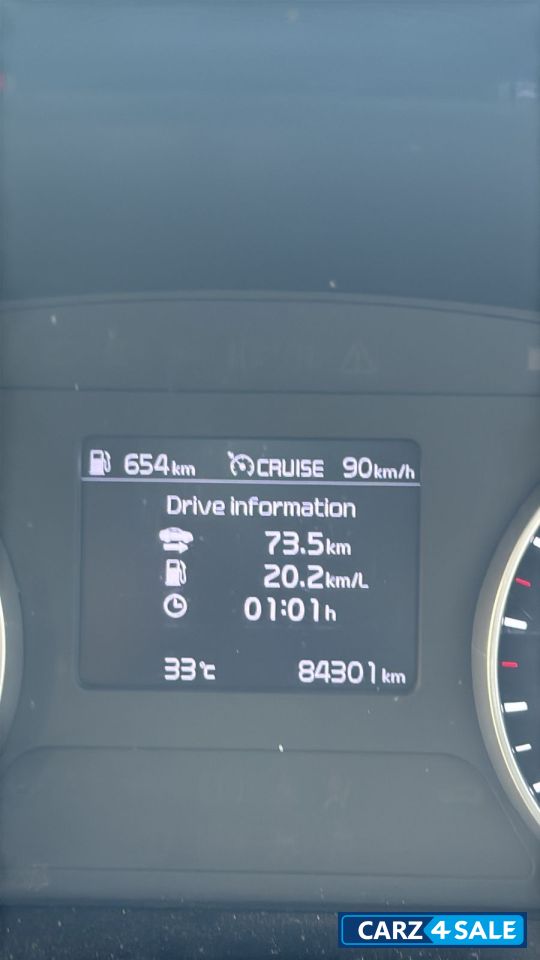 654km CRUISE 90km/h
Drive information
73.5km
20.2km/L
01:01h
33℃ 84301km
CARZ4SALE